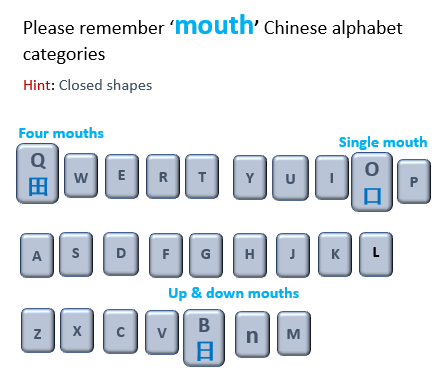 Please remember ‘mouth’ Chinese alphabet
categories
Hint: Closed shapes
Four mouths
Single mouth
Q W E R T Y U I O P
田 口
A S D F G H J K L
Up & down mouths
Z X C V B n M
日